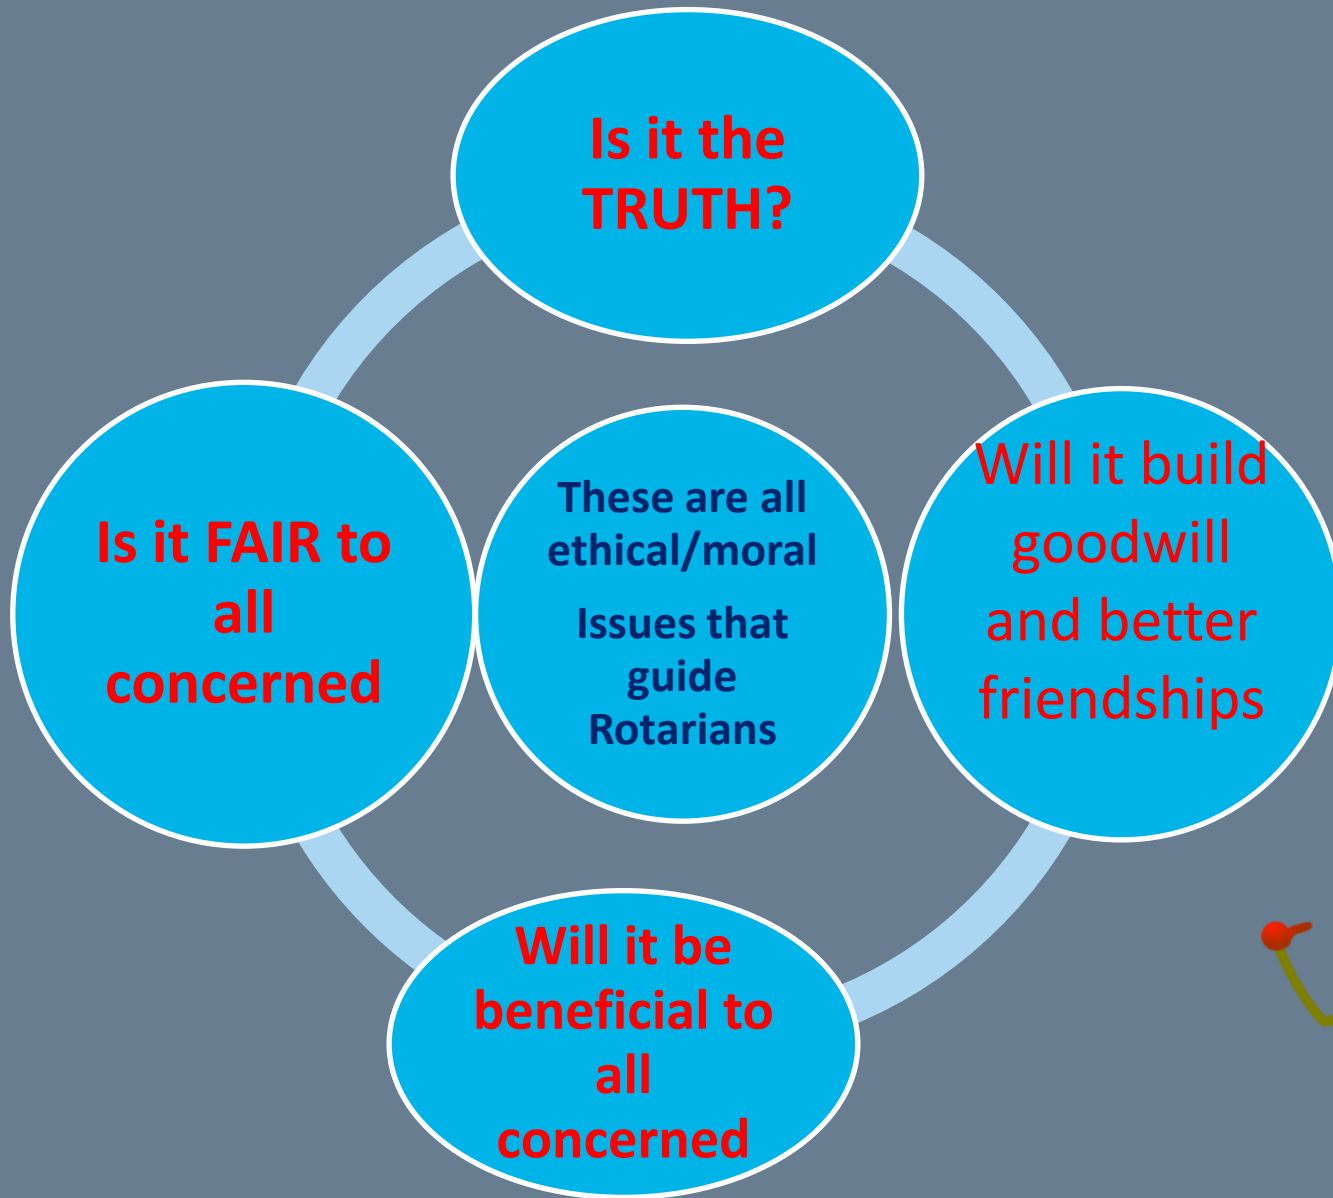 Is it the
TRUTH?
Is it FAIR to
all
concerned
These are all
ethical/moral
Issues that
guide
Rotarians
Will it build
goodwill
and better
friendships
Will it be
beneficial to
all
concerned